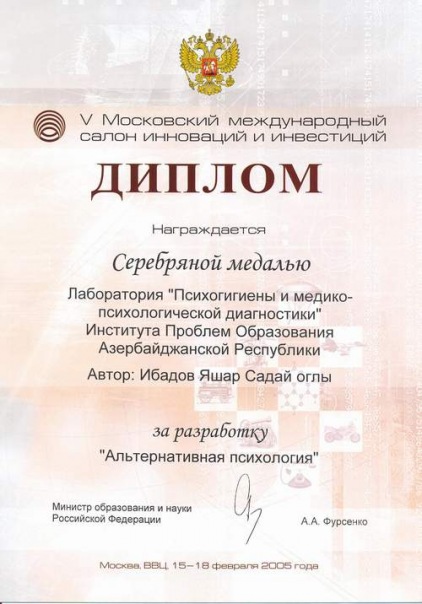 V Московский международный
салон инноваций и инвестиций
ДИПЛОМ
Награждается
Серебряной медалью
Лаборатория "Психогигиены и медико-
психологической диагностики"
Института Проблем Образования
Азербайджанской Республики
Автор: Ибадов Яшар Садай оглы
за разработку
"Альтернативная психология"
Министр образования и науки
Российской Федерации
А.А. Фурсенко
Москва, ВВЦ, 15–18 февраля 2005 года